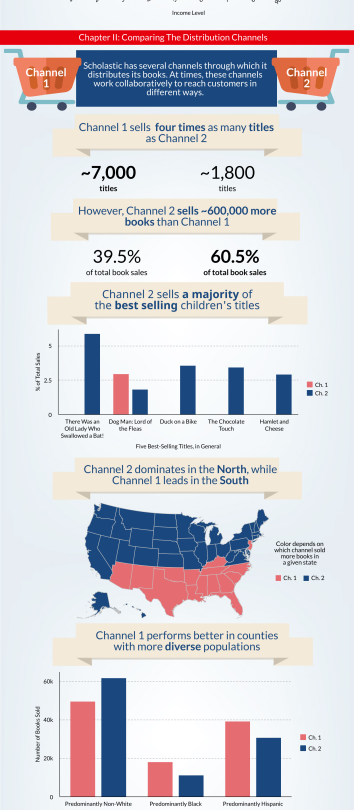 Income Level
Chapter II: Comparing The Distribution Channels
Channel
1
Scholastic has several channels through which it
distributes its books. At times, these channels
work collaboratively to reach customers in
different ways.
Channel
2
Channel 1 sells four times as many titles
as Channel 2
~7,000
titles
~1,800
titles
However, Channel 2 sells ~600,000 more
books than Channel 1
39.5%
of total book sales
60.5%
of total book sales
Channel 2 sells a majority of
the best selling children's titles
% of Total Sales
5
2.5
0
There Was an
Old Lady Who
Swallowed a Bat!
Dog Man: Lord of
the Fleas
Duck on a Bike
The Chocolate
Touch
Hamlet and
Cheese
Ch. 1
Ch. 2
Five Best-Selling Titles, in General
Channel 2 dominates in the North, while
Channel 1 leads in the South
Color depends on
which channel sold
more books in
a given state
Ch. 1 Ch. 2
Channel 1 performs better in counties
with more diverse populations
Number of Books Sold
60k
40k
20k
0
Predominantly Non-White
Predominantly Black
Predominantly Hispanic
Ch. 1
Ch. 2